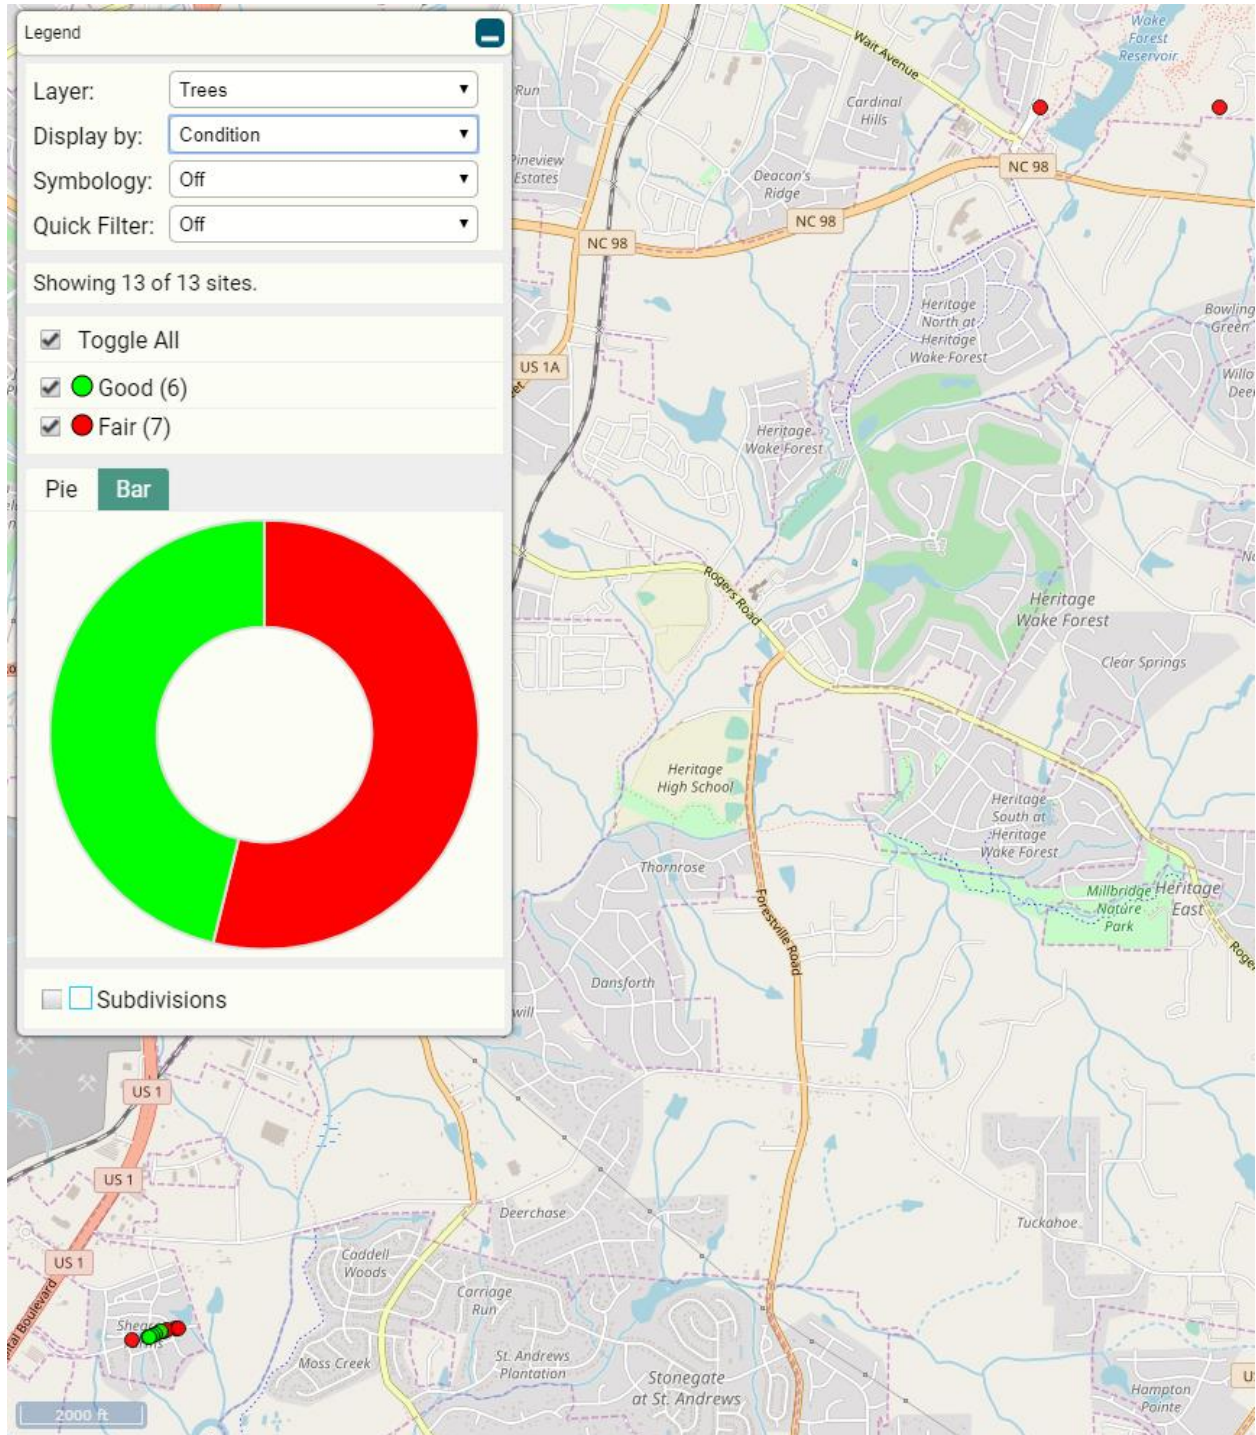 Legend
Layer:
Trees
Display by:
Condition
Symbology:
Off
Quick Filter:
Off
Showing 13 of 13 sites.
Toggle All
Good (6)
Fair (7)
Pie
Bar
Subdivisions
Wake
Forest
Reservoir
Wait Avenue
Run
Cardinal
Hills
Pineview
Estates
Deacon's
Ridge
NC 98
NC 98
NC 98
Heritage
North at
Heritage
Wake Forest
Bowling
Green
US 1A
Heritage
Wake Forest
Rogers Road
Heritage
Wake Forest
Clear Springs
Heritage
High School
Heritage
South at
Heritage
Wake Forest
Thornrose
Millbridge
Nature
Park
Heritage
East
Forestville Road
Dansforth
will
US 1
US 1
US 1
Deerchase
Tuckahoe
Caddell
Woods
Carriage
Run
Moss Creek
St. Andrews
Plantation
Stonegate
at St. Andrews
Hampton
Pointe
2000 ft